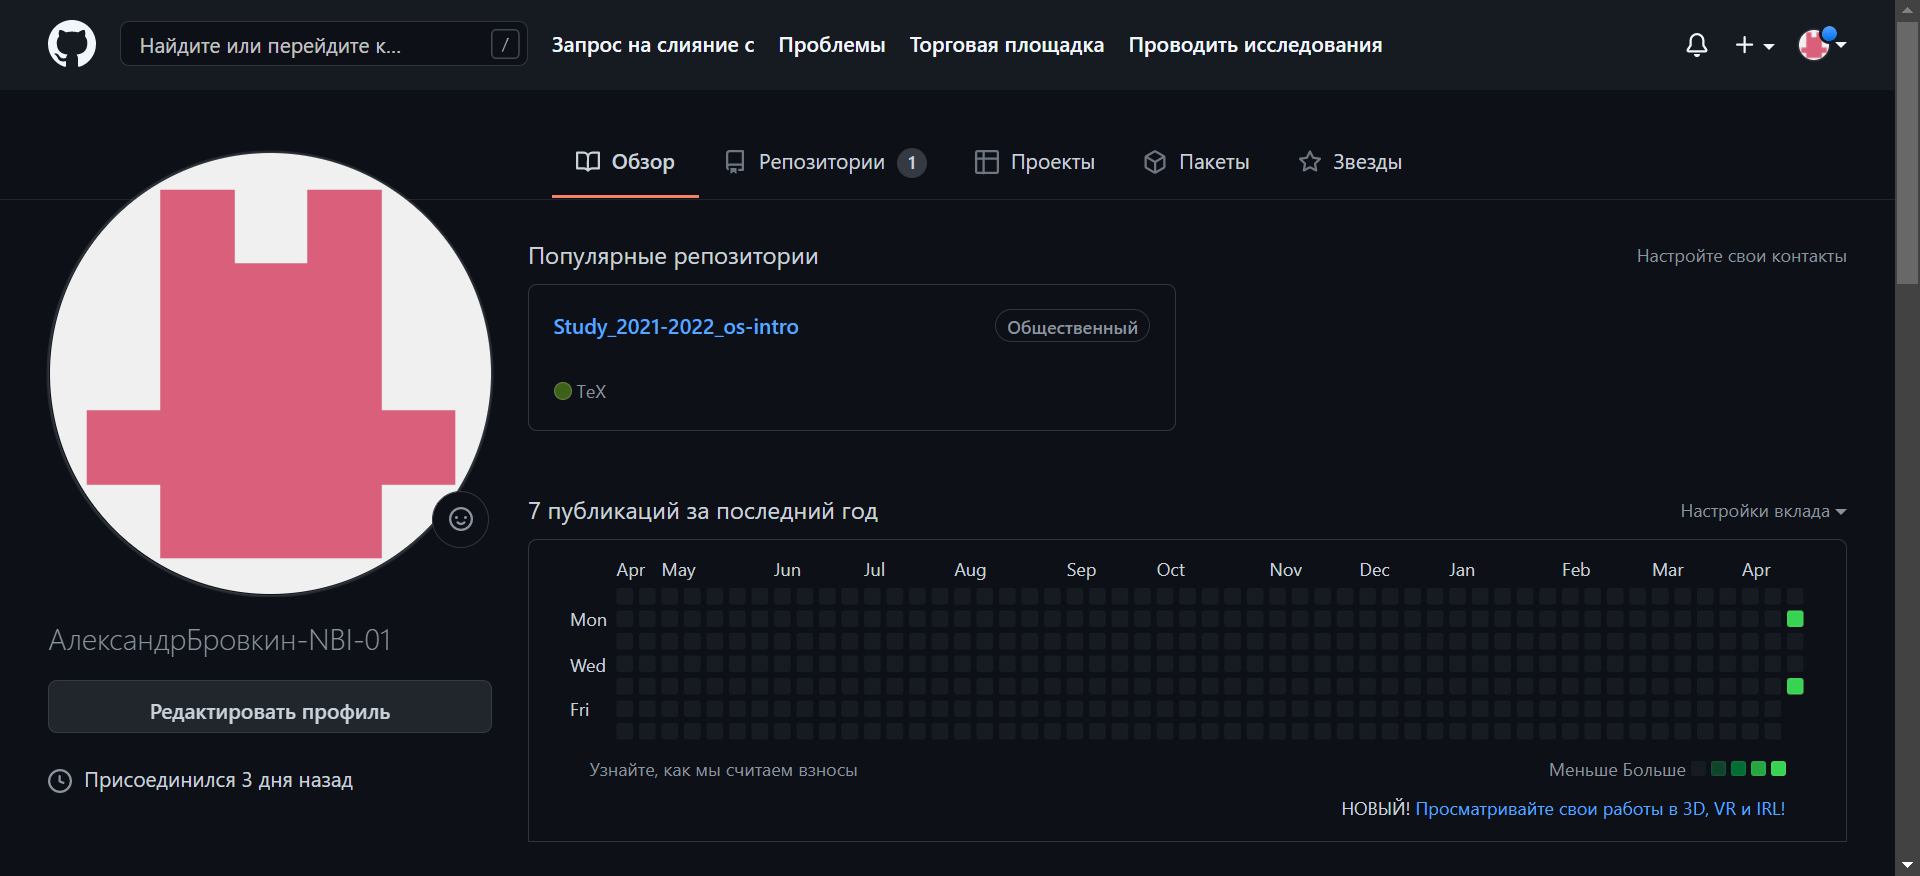 Найдите или перейдите к... /
Запрос на слияние с Проблемы Торговая площадка Проводить исследования
Обзор Репозитории 1 Проекты Пакеты Звезды
Популярные репозитории
Настройте свои контакты
Study_2021-2022_os-intro
Общественный
TeX
7 публикаций за последний год
Настройки вклада
Apr May Jun Jul Aug Sep Oct Nov Dec Jan Feb Mar Apr
Mon
Wed
Fri
Узнайте, как мы считаем взносы
Меньше Больше
НОВЫЙ! Просматривайте свои работы в 3D, VR и IRL!
АлександрБровкин-NBI-01
Редактировать профиль
Присоединился 3 дня назад